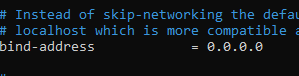 # Instead of skip-networking the defau
# localhost which is more compatible a
bind-address = 0.0.0.0